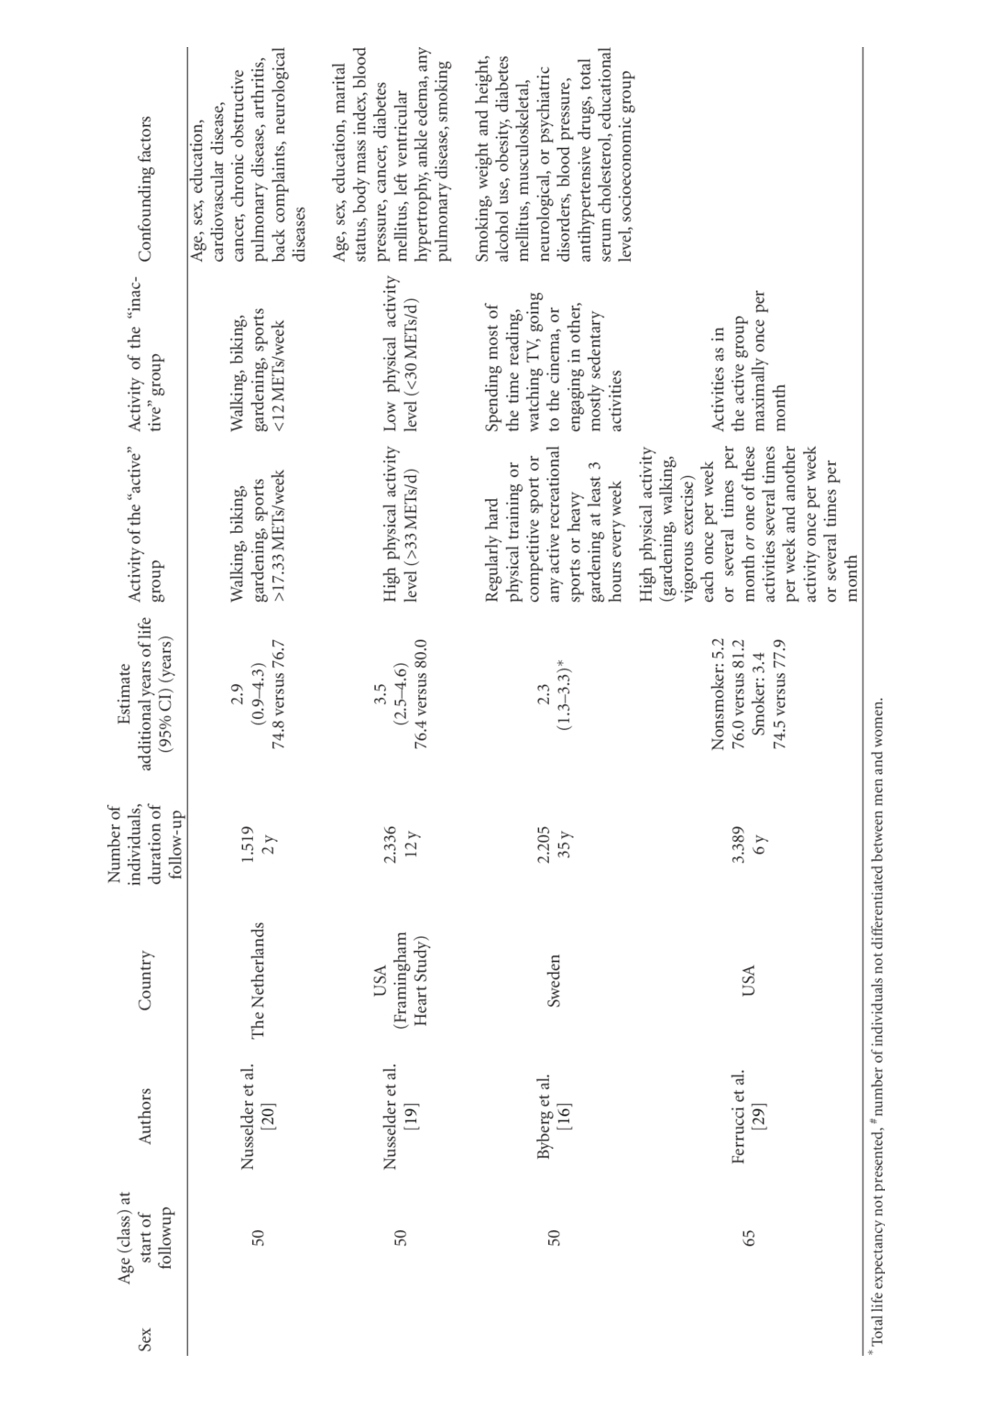 Sex
Age (class) at
start of
followup
Authors
Country
Number of
individuals,
duration of
follow-up
Estimate
additional years of life
(95% CI) (years)
Activity of the “active”
group
Activity of the “inac-
tive” group
Confounding factors
50
Nusselder et al.
[20]
The Netherlands
1.519
2 y
2.9
(0.9–4.3)
74.8 versus 76.7
Walking, biking,
gardening, sports
>17.33 METs/week
Walking, biking,
gardening, sports
<12 METs/week
Age, sex, education,
cardiovascular disease,
cancer, chronic obstructive
pulmonary disease, arthritis,
back complaints, neurological
diseases
50
Nusselder et al.
[19]
USA
(Framingham
Heart Study)
2.336
12 y
3.5
(2.5–4.6)
76.4 versus 80.0
High physical activity
level (>33 METs/d)
Low physical activity
level (<30 METs/d)
Age, sex, education, marital
status, body mass index, blood
pressure, cancer, diabetes
mellitus, left ventricular
hypertrophy, ankle edema, any
pulmonary disease, smoking
50
Byberg et al.
[16]
Sweden
2.205
35 y
2.3
(1.3–3.3)*
Regularly hard
physical training or
competitive sport or
any active recreational
sports or heavy
gardening at least 3
hours every week
Spending most of
the time reading,
watching TV, going
to the cinema, or
engaging in other,
mostly sedentary
activities
Smoking, weight and height,
alcohol use, obesity, diabetes
mellitus, musculoskeletal,
neurological, or psychiatric
disorders, blood pressure,
antihypertensive drugs, total
serum cholesterol, educational
level, socioeconomic group
65
Ferrucci et al.
[29]
USA
3.389
6 y
Nonsmoker: 5.2
76.0 versus 81.2
Smoker: 3.4
74.5 versus 77.9
High physical activity
(gardening, walking,
vigorous exercise)
each once per week
or several times per
month or one of these
activities several times
per week and another
activity once per week
or several times per
month
Activities as in
the active group
maximally once per
month
* Total life expectancy not presented, # number of individuals not differentiated between men and women.